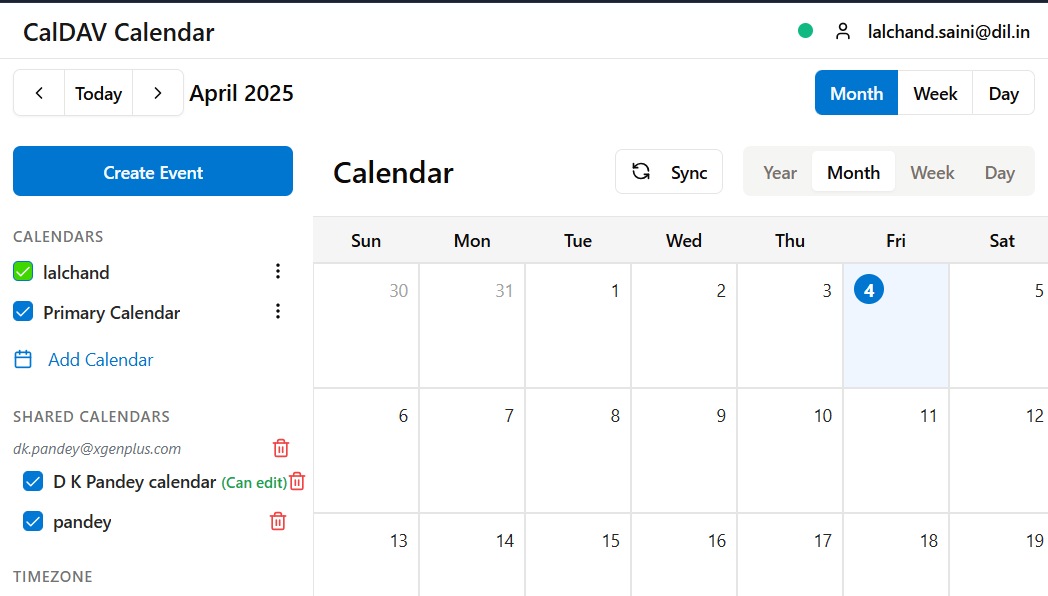 CalDAV Calendar
lalchand.saini@dil.in
Today
April 2025
Month Week Day
Create Event
Calendar
Sync
Year Month Week Day
CALENDARS
lalchand
Primary Calendar
Add Calendar
SHARED CALENDARS
dk.pandey@xgenplus.com
D K Pandey calendar (Can edit)
pandey
TIMEZONE
Sun Mon Tue Wed Thu Fri Sat
30 31 1 2 3 4 5
6 7 8 9 10 11 12
13 14 15 16 17 18 19